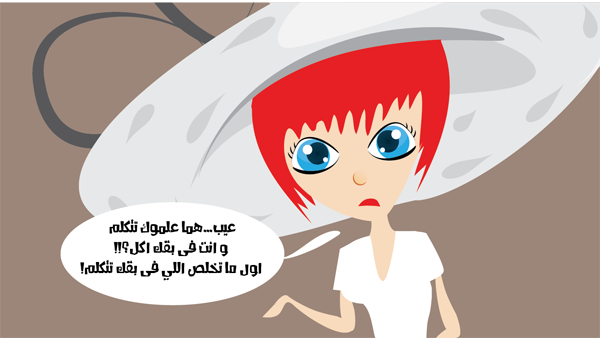 عيب...هما علموك تتكلم
و انت فى بقك اكل؟!!
اول ما تخلص اللي فى بقك تتكلم!